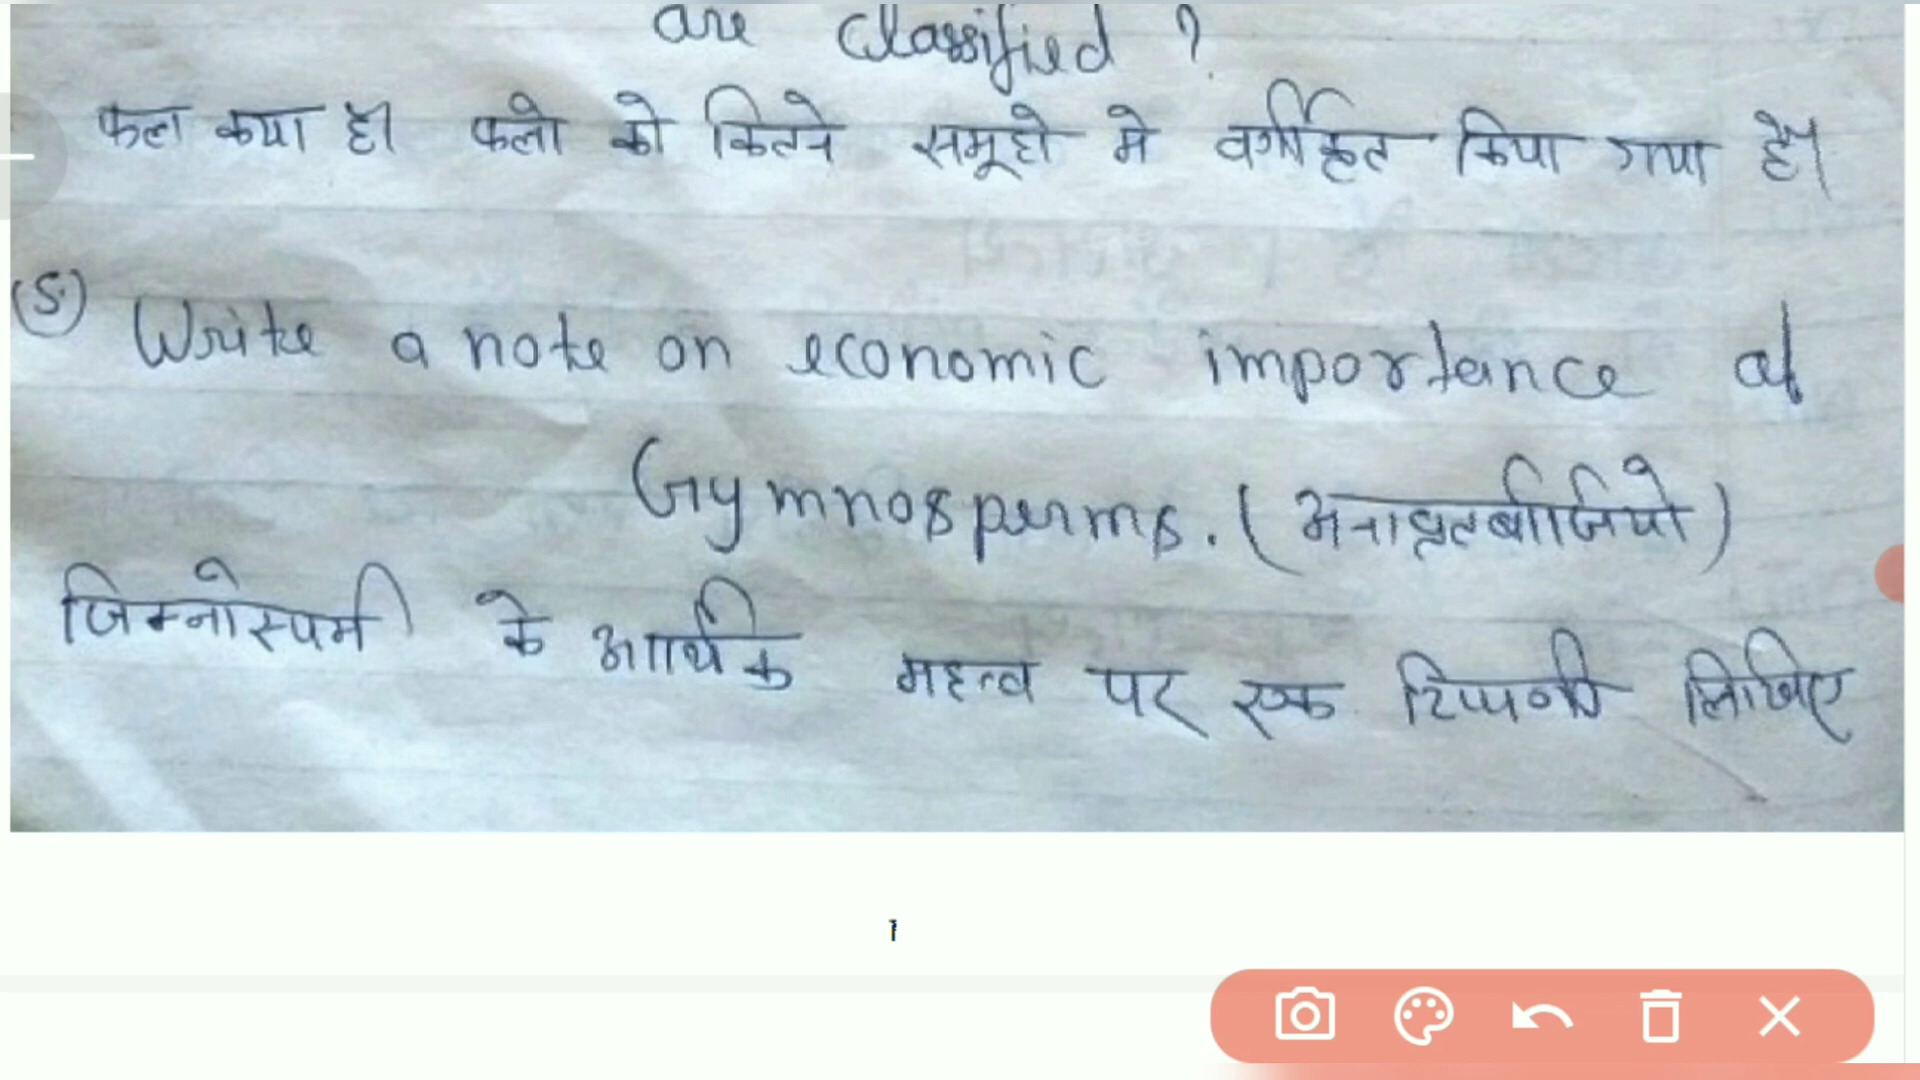 are classified ?
फल क्या है। फलो को कितने समूहो मे वर्गीकृत किया गया है।
(5) Write a note on economic importance of
Gymnosperms. (अनावृतबीजियो)
जिम्नोस्पर्म के आर्थिक महत्व पर एक टिप्पणी लिखिए